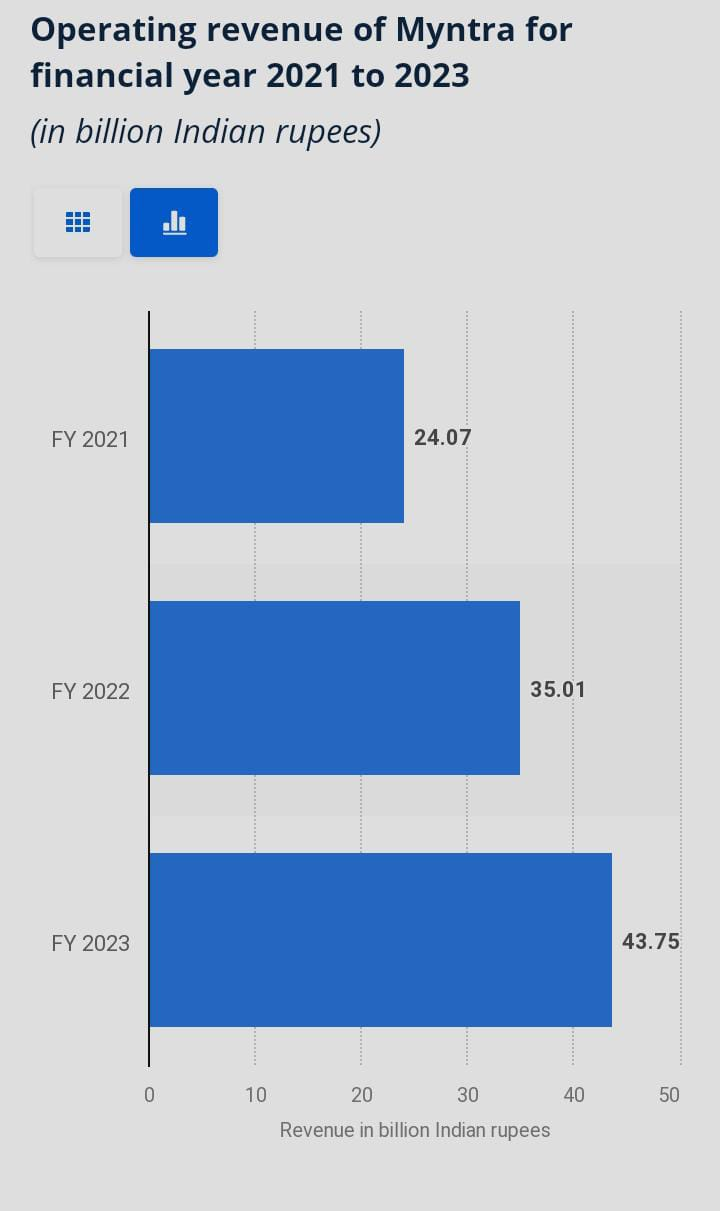 Operating revenue of Myntra for
financial year 2021 to 2023
(in billion Indian rupees)
FY 2021
24.07
FY 2022
35.01
FY 2023
43.75
0 10 20 30 40 50
Revenue in billion Indian rupees